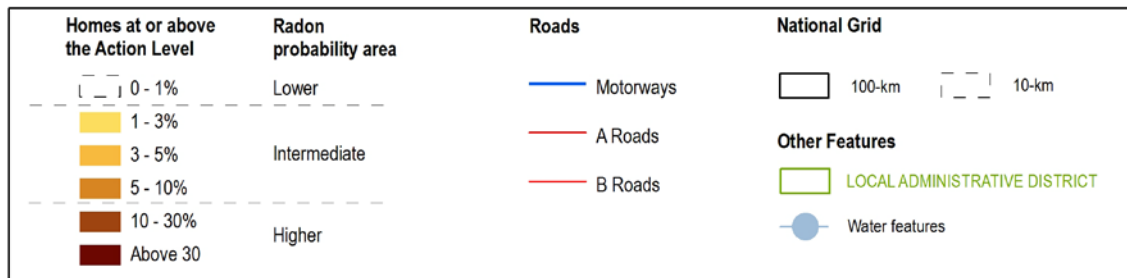 Homes at or above
the Action Level
0 - 1%
1 - 3%
3 - 5%
5 - 10%
10 - 30%
Above 30
Radon
probability area
Lower
Intermediate
Higher
Roads
Motorways
A Roads
B Roads
National Grid
100-km
10-km
Other Features
LOCAL ADMINISTRATIVE DISTRICT
Water features